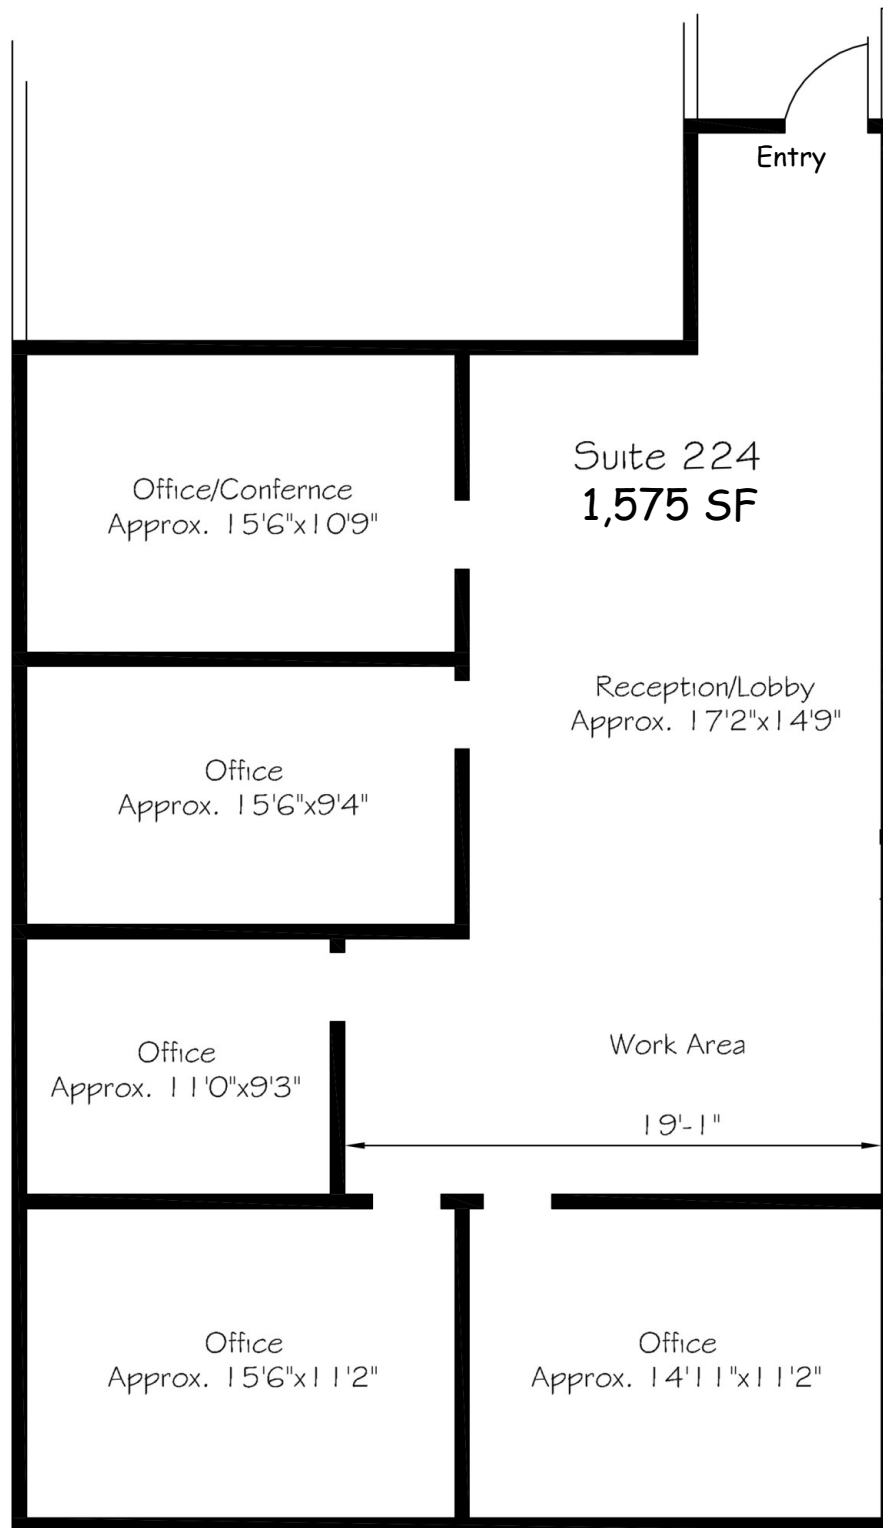 Entry
Suite 224
1,575 SF
Office/Confernce
Approx. 15'6"x10'9"
Reception/Lobby
Approx. 17'2"x14'9"
Office
Approx. 15'6"x9'4"
Office
Approx. 11'0"x9'3"
Work Area
19'-1"
Office
Approx. 15'6"x11'2"
Office
Approx. 14'11"x11'2"